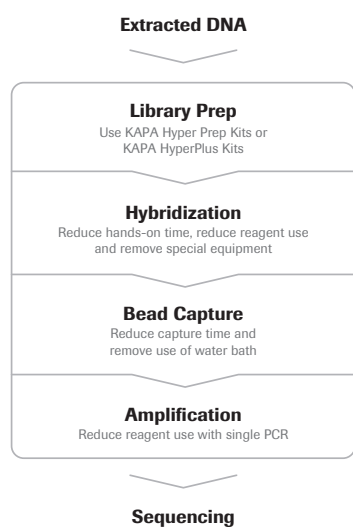 Extracted DNA
Library Prep
Use KAPA Hyper Prep Kits or
KAPA HyperPlus Kits
Hybridization
Reduce hands-on time, reduce reagent use
and remove special equipment
Bead Capture
Reduce capture time and
remove use of water bath
Amplification
Reduce reagent use with single PCR
Sequencing